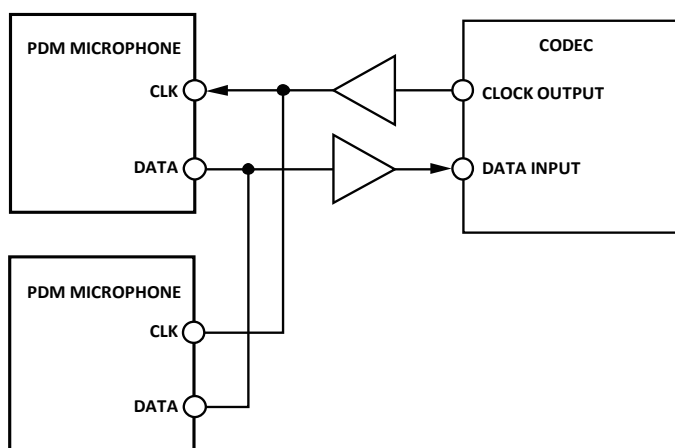 PDM MICROPHONE
CLK
DATA
CODEC
CLOCK OUTPUT
DATA INPUT
PDM MICROPHONE
CLK
DATA